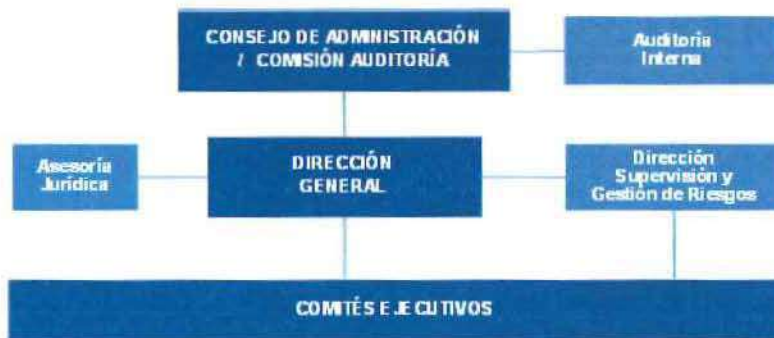 CONSEJO DE ADMINISTRACIÓN
/ COMISIÓN AUDITORÍA
Auditoría
Interna
Asesoría
Jurídica
DIRECCIÓN
GENERAL
Dirección
Supervisión y
Gestión de Riesgos
COMITÉS EJECUTIVOS